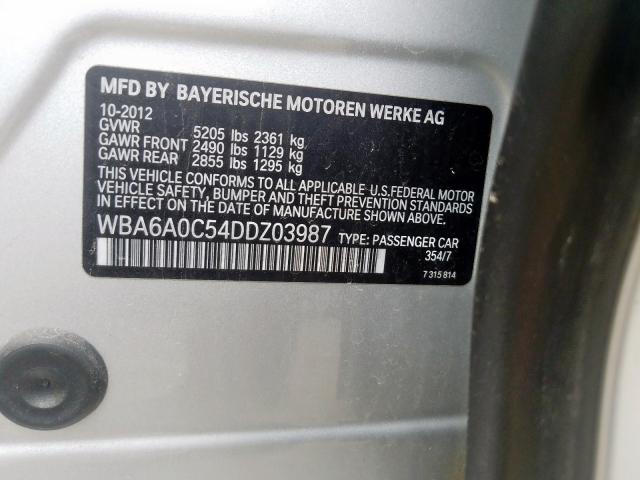 MFD BY BAYERISCHE MOTOREN WERKE AG
10-2012
GVWR 5205 lbs 2361 kg
GAWR FRONT 2490 lbs 1129 kg
GAWR REAR 2855 lbs 1295 kg
THIS VEHICLE CONFORMS TO ALL APPLICABLE U.S.FEDERAL MOTOR
VEHICLE SAFETY, BUMPER AND THEFT PREVENTION STANDARDS
IN EFFECT ON THE DATE OF MANUFACTURE SHOWN ABOVE.
WBA6A0C54DDZ03987 TYPE: PASSENGER CAR
354/7
7 315 814